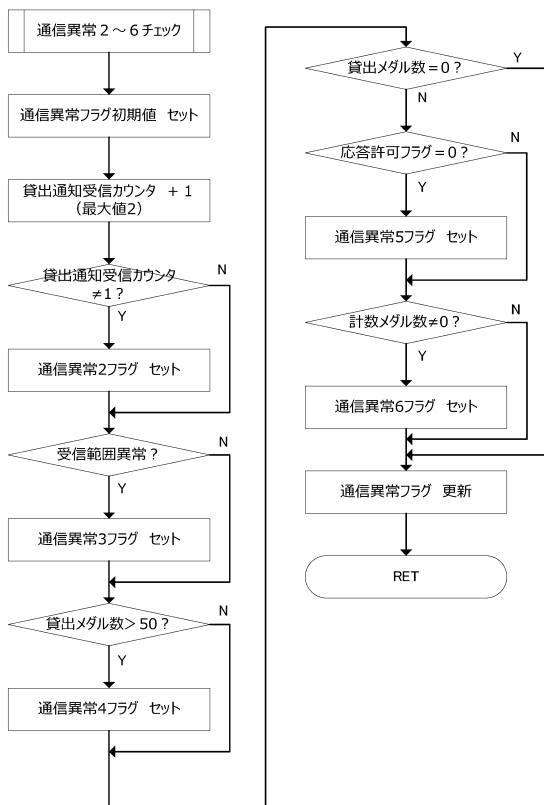 通信異常２～６チェック
通信異常フラグ初期値 セット
貸出通知受信カウンタ + 1
（最大値2）
貸出通知受信カウンタ
≠1？
N
Y
通信異常2フラグ セット
受信範囲異常？
N
Y
通信異常3フラグ セット
貸出メダル数＞50？
N
Y
通信異常4フラグ セット
貸出メダル数＝0？
Y
N
応答許可フラグ＝0？
N
Y
通信異常5フラグ セット
計数メダル数≠0？
N
Y
通信異常6フラグ セット
通信異常フラグ 更新
RET